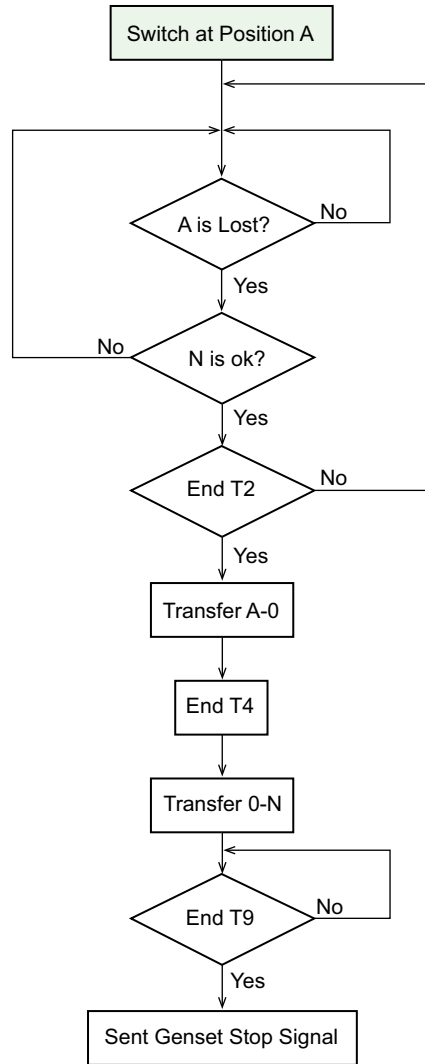 Switch at Position A
A is Lost?
No
Yes
No
N is ok?
Yes
End T2
No
Yes
Transfer A-0
End T4
Transfer 0-N
End T9
No
Yes
Sent Genset Stop Signal